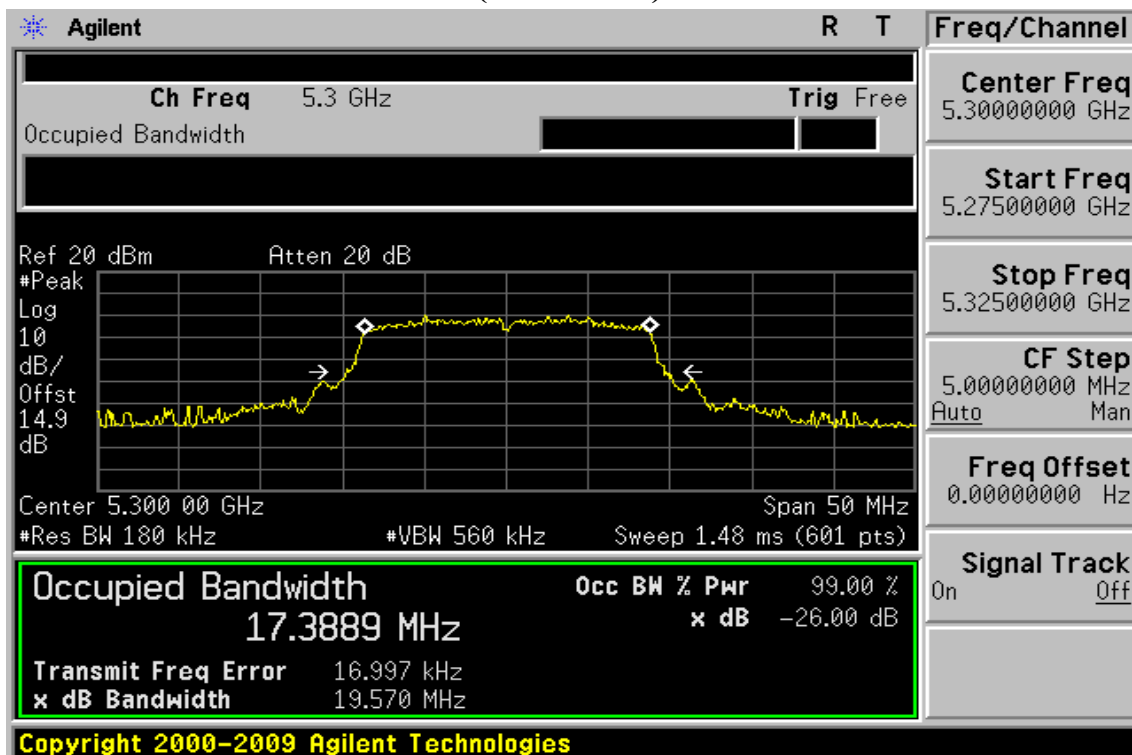 Agilent R T
Ch Freq 5.3 GHz Trig Free
Occupied Bandwidth
Ref 20 dBm Atten 20 dB
#Peak
Log
10
dB/
Offst
14.9
dB
Center 5.300 00 GHz Span 50 MHz
#Res BW 180 kHz #VBW 560 kHz Sweep 1.48 ms (601 pts)
Occupied Bandwidth Occ BW % Pwr 99.00 %
17.3889 MHz x dB -26.00 dB
Transmit Freq Error 16.997 kHz
x dB Bandwidth 19.570 MHz
Copyright 2000-2009 Agilent Technologies
Freq/Channel
Center Freq
5.30000000 GHz
Start Freq
5.27500000 GHz
Stop Freq
5.32500000 GHz
CF Step
5.00000000 MHz
Auto Man
Freq Offset
0.00000000 Hz
Signal Track
On Off